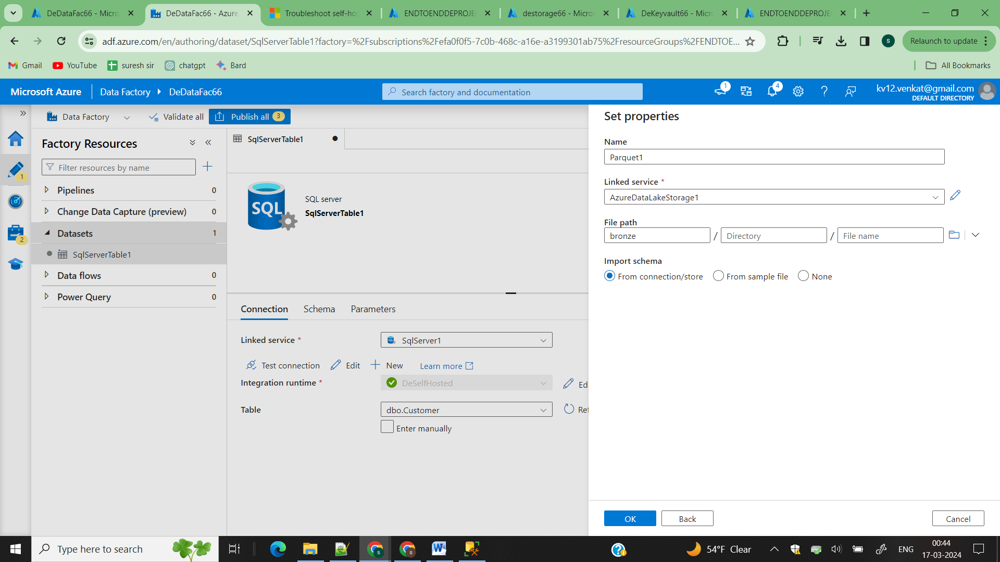 DeDataFac66 - Micro
DeDataFac66 - Azure
Troubleshoot self-hos
ENDTOENDDEPROJE
destorage66 - Micros
DeKeyvault66 - Micr
ENDTOENDDEPROJE
adf.azure.com/en/authoring/dataset/SqlServerTable1?factory=%2Fsubscriptions%2Fefa0f0f5-7c0b-468c-a16e-a3199301ab75%2FresourceGroups%2FENDTOE...
S
Relaunch to update
Gmail
YouTube
suresh sir
chatgpt
Bard
All Bookmarks
Microsoft Azure
Data Factory
DeDataFac66
Search factory and documentation
1
4
kv12.venkat@gmail.com
DEFAULT DIRECTORY
Data Factory
Validate all
Publish all 3
Factory Resources
Filter resources by name
1
2
Pipelines 0
Change Data Capture (preview) 0
Datasets 1
SqlServerTable1
Data flows 0
Power Query 0
SqlServerTable1
SQL
SQL server
SqlServerTable1
Connection
Schema
Parameters
Linked service *
SQL
SqlServer1
Test connection
Edit
New
Learn more
Integration runtime *
DeSelfHosted
Ed
Table
dbo.Customer
Ref
Enter manually
Set properties
Name
Parquet1
Linked service *
AzureDataLakeStorage1
File path
bronze / Directory / File name
Import schema
From connection/store
From sample file
None
OK
Back
Cancel
Type here to search
54°F Clear
ENG
00:44
17-03-2024